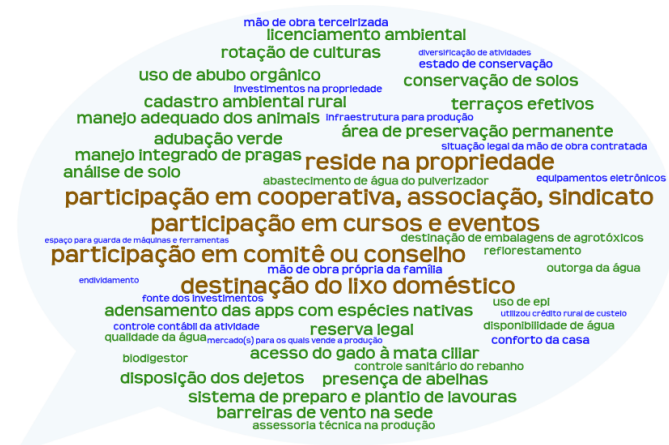 mão de obra terceirizada
licenciamento ambiental
rotação de culturas
diversificação de atividades
estado de conservação
uso de abubo orgânico
conservação de solos
investimentos na propriedade
cadastro ambiental rural
terraços efetivos
manejo adequado dos animais
infraestrutura para produção
área de preservação permanente
adubação verde
situação legal da mão de obra contratada
manejo integrado de pragas
reside na propriedade
análise de solo
abastecimento de água do pulverizador
equipamentos eletrônicos
participação em cooperativa, associação, sindicato
participação em cursos e eventos
espaço para guarda de máquinas e ferramentas
destinação de embalagens de agrotóxicos
participação em comitê ou conselho
reflorestamento
mão de obra própria da família
outorga da água
endividamento
destinação do lixo doméstico
fonte dos investimentos
uso de epi
adensamento das apps com espécies nativas
utilizou crédito rural de custeio
controle contábil da atividade
reserva legal
disponibilidade de água
qualidade da água
mercado(s) para os quais vende a produção
conforto da casa
biodigestor
acesso do gado à mata ciliar
controle sanitário do rebanho
disposição dos dejetos
presença de abelhas
sistema de preparo e plantio de lavouras
barreiras de vento na sede
assessoria técnica na produção